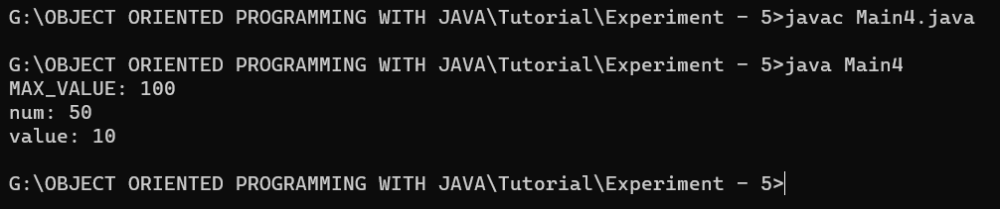 G:\OBJECT ORIENTED PROGRAMMING WITH JAVA\Tutorial\Experiment - 5>javac Main4.java
G:\OBJECT ORIENTED PROGRAMMING WITH JAVA\Tutorial\Experiment - 5>java Main4
MAX_VALUE: 100
num: 50
value: 10
G:\OBJECT ORIENTED PROGRAMMING WITH JAVA\Tutorial\Experiment - 5>